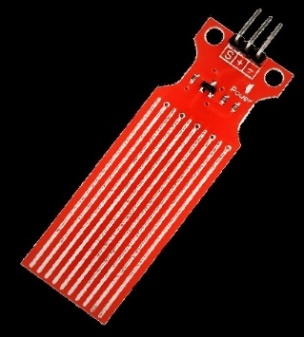 S + -
Power